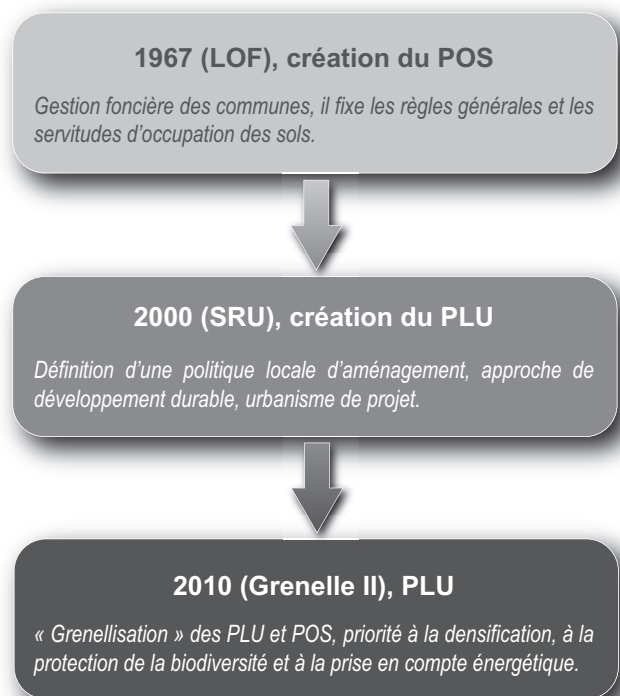 1967 (LOF), création du POS
Gestion foncière des communes, il fixe les règles générales et les
servitudes d’occupation des sols.
2000 (SRU), création du PLU
Définition d’une politique locale d’aménagement, approche de
développement durable, urbanisme de projet.
2010 (Grenelle II), PLU
« Grenellisation » des PLU et POS, priorité à la densification, à la
protection de la biodiversité et à la prise en compte énergétique.